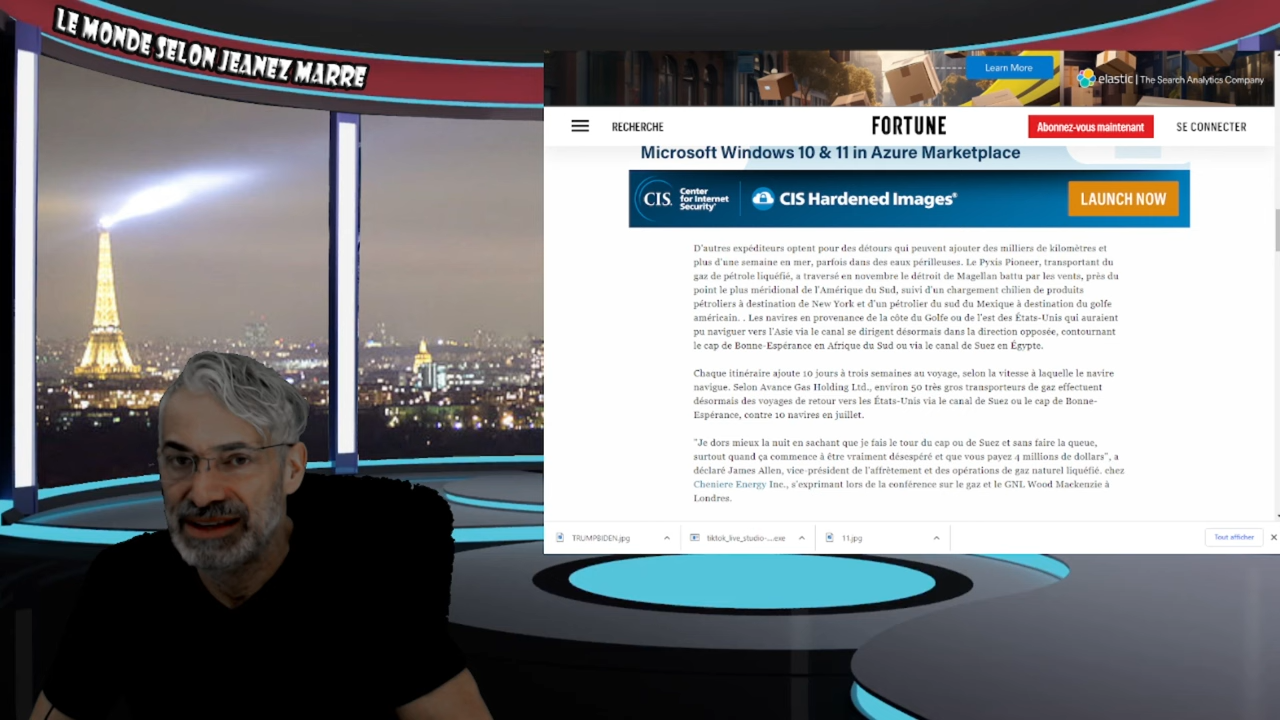 LE MONDE SELON JEANEZ MARRE
Learn More
elastic | The Search Analytics Company
RECHERCHE
FORTUNE
Abonnez-vous maintenant
SE CONNECTER
Microsoft Windows 10 & 11 in Azure Marketplace
CIS. Center for Internet Security®
CIS Hardened Images®
LAUNCH NOW
D'autres expéditeurs optent pour des détours qui peuvent ajouter des milliers de kilomètres et
plus d'une semaine en mer, parfois dans des eaux périlleuses. Le Pyxis Pioneer, transportant du
gaz de pétrole liquéfié, a traversé en novembre le détroit de Magellan battu par les vents, près du
point le plus méridional de l'Amérique du Sud, suivi d'un chargement chilien de produits
pétroliers à destination de New York et d'un pétrolier du sud du Mexique à destination du golfe
américain. . Les navires en provenance de la côte du Golfe ou de l'est des États-Unis qui auraient
pu naviguer vers l'Asie via le canal se dirigent désormais dans la direction opposée, contournant
le cap de Bonne-Espérance en Afrique du Sud ou via le canal de Suez en Égypte.
Chaque itinéraire ajoute 10 jours à trois semaines au voyage, selon la vitesse à laquelle le navire
navigue. Selon Avance Gas Holding Ltd., environ 50 très gros transporteurs de gaz effectuent
désormais des voyages de retour vers les États-Unis via le canal de Suez ou le cap de Bonne-
Espérance, contre 10 navires en juillet.
"Je dors mieux la nuit en sachant que je fais le tour du cap ou de Suez et sans faire la queue,
surtout quand ça commence à être vraiment désespéré et que vous payez 4 millions de dollars", a
déclaré James Allen, vice-président de l'affrètement et des opérations de gaz naturel liquéfié. chez
Cheniere Energy Inc., s'exprimant lors de la conférence sur le gaz et le GNL Wood Mackenzie à
Londres.
TRUMPBIDEN.jpg
tiktok_live_studio-....exe
11.jpg
Tout afficher